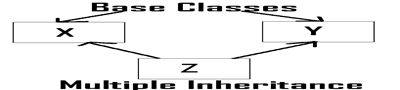 Base Classes
X Y
Z
Multiple Inheritance